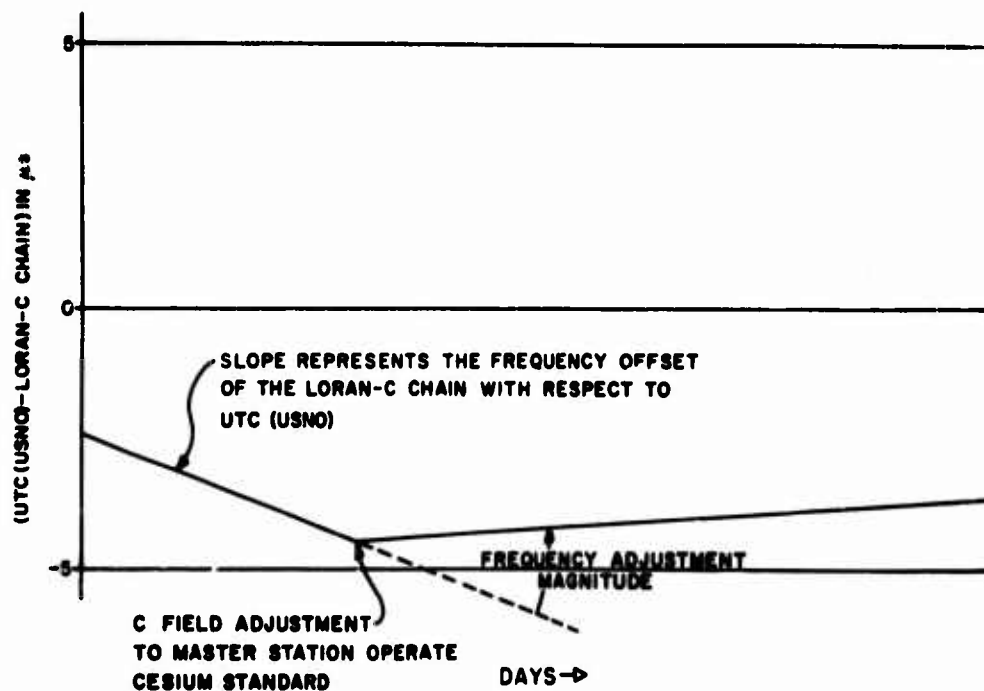 (UTC(USNO)-LORAN-C CHAIN) IN µs
5
0
-5
SLOPE REPRESENTS THE FREQUENCY OFFSET
OF THE LORAN-C CHAIN WITH RESPECT TO
UTC (USNO)
FREQUENCY ADJUSTMENT
MAGNITUDE
C FIELD ADJUSTMENT
TO MASTER STATION OPERATE
CESIUM STANDARD
DAYS→